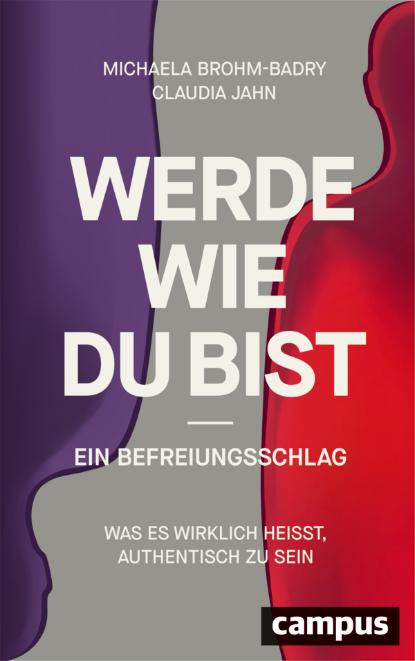 MICHAELA BROHM-BADRY
CLAUDIA JAHN
WERDE
WIE
DU BIST
EIN BEFREIUNGSSCHLAG
WAS ES WIRKLICH HEISST,
AUTHENTISCH ZU SEIN
campus